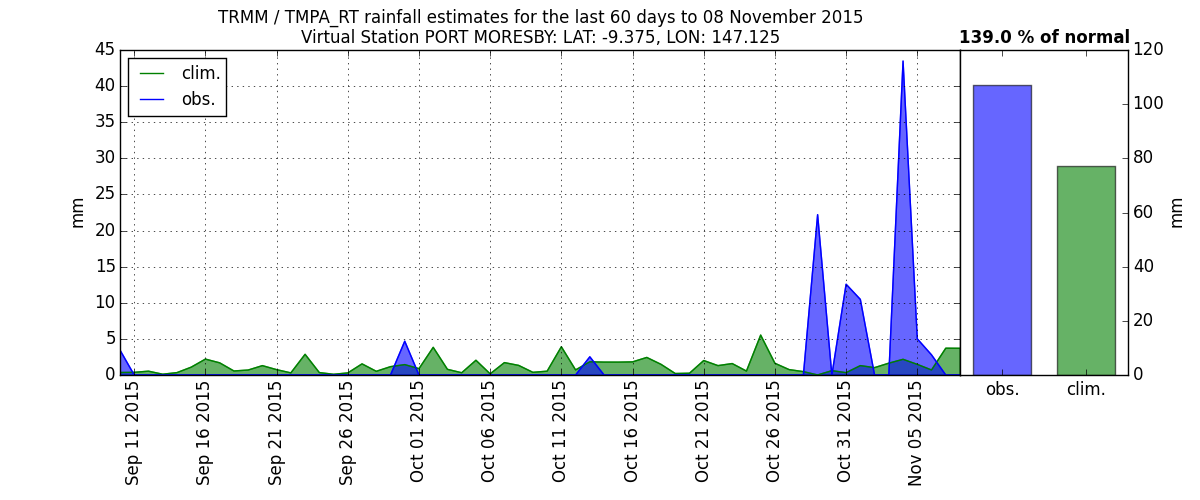 TRMM / TMPA_RT rainfall estimates for the last 60 days to 08 November 2015
Virtual Station PORT MORESBY: LAT: -9.375, LON: 147.125
139.0 % of normal
clim.
obs.
mm
45
40
35
30
25
20
15
10
5
0
Sep 11 2015
Sep 16 2015
Sep 21 2015
Sep 26 2015
Oct 01 2015
Oct 06 2015
Oct 11 2015
Oct 16 2015
Oct 21 2015
Oct 26 2015
Oct 31 2015
Nov 05 2015
obs.
clim.
120
100
80
60
40
20
0
mm